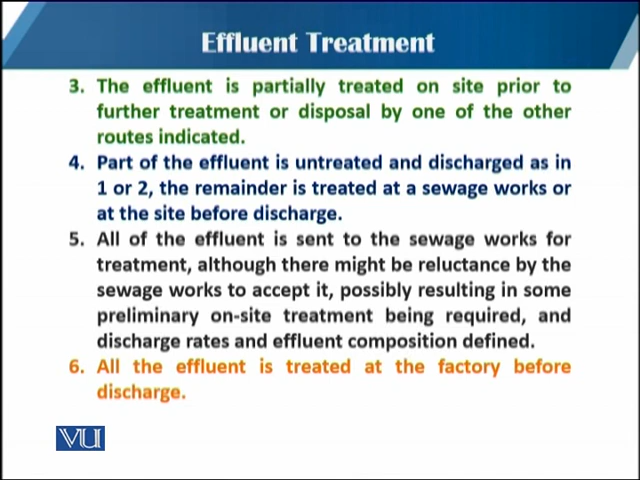 Effluent Treatment
3. The effluent is partially treated on site prior to
further treatment or disposal by one of the other
routes indicated.
4. Part of the effluent is untreated and discharged as in
1 or 2, the remainder is treated at a sewage works or
at the site before discharge.
5. All of the effluent is sent to the sewage works for
treatment, although there might be reluctance by the
sewage works to accept it, possibly resulting in some
preliminary on-site treatment being required, and
discharge rates and effluent composition defined.
6. All the effluent is treated at the factory before
discharge.
VU